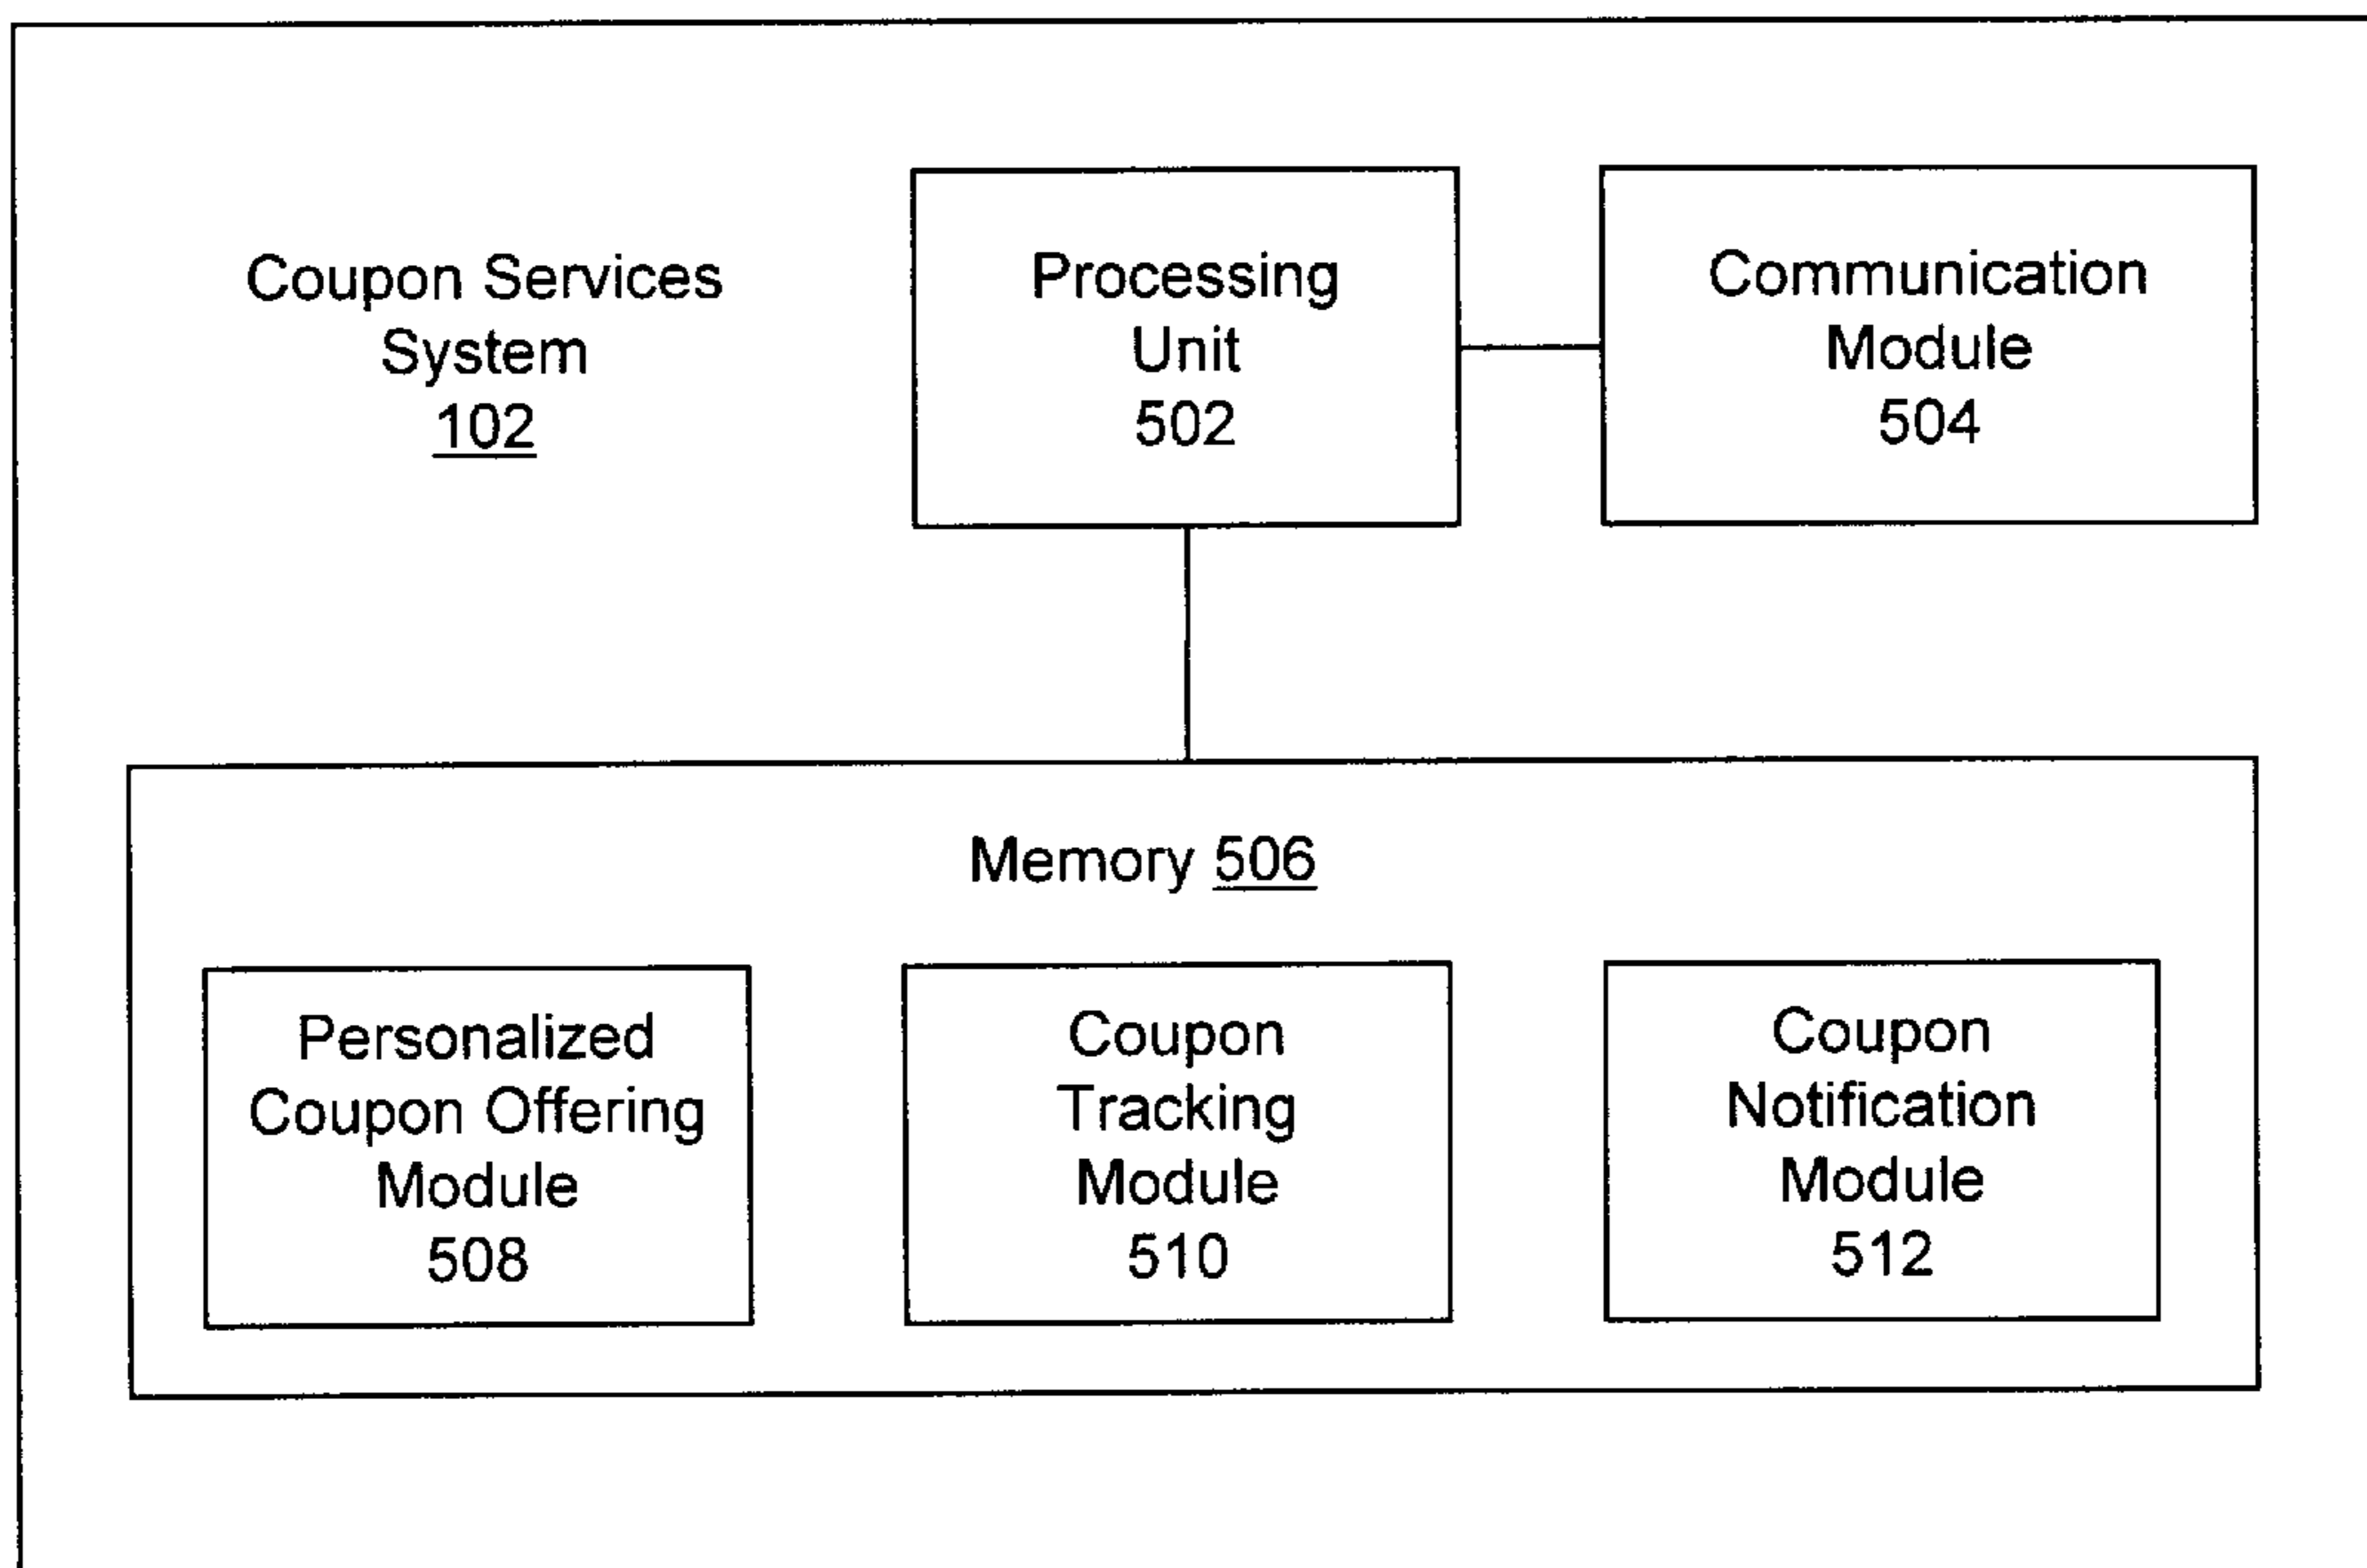 Coupon Services
System
102
Processing
Unit
502
Communication
Module
504
Memory 506
Personalized
Coupon Offering
Module
508
Coupon
Tracking
Module
510
Coupon
Notification
Module
512